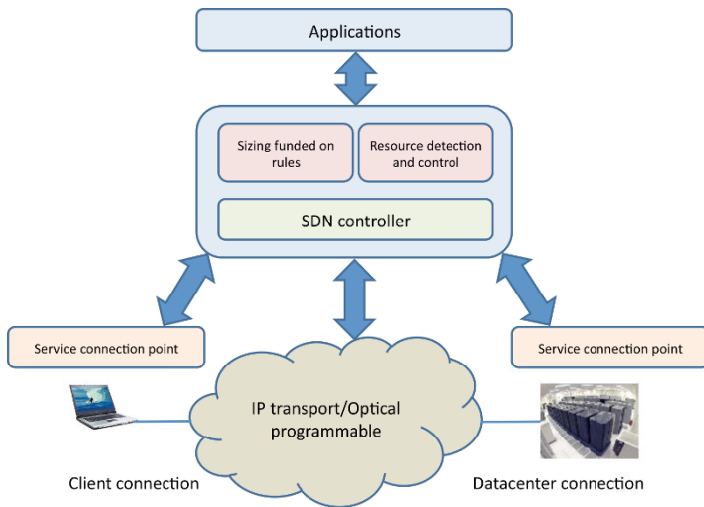 Applications
Sizing funded on
rules
Resource detection
and control
SDN controller
Service connection point
Service connection point
IP transport/Optical
programmable
Client connection
Datacenter connection